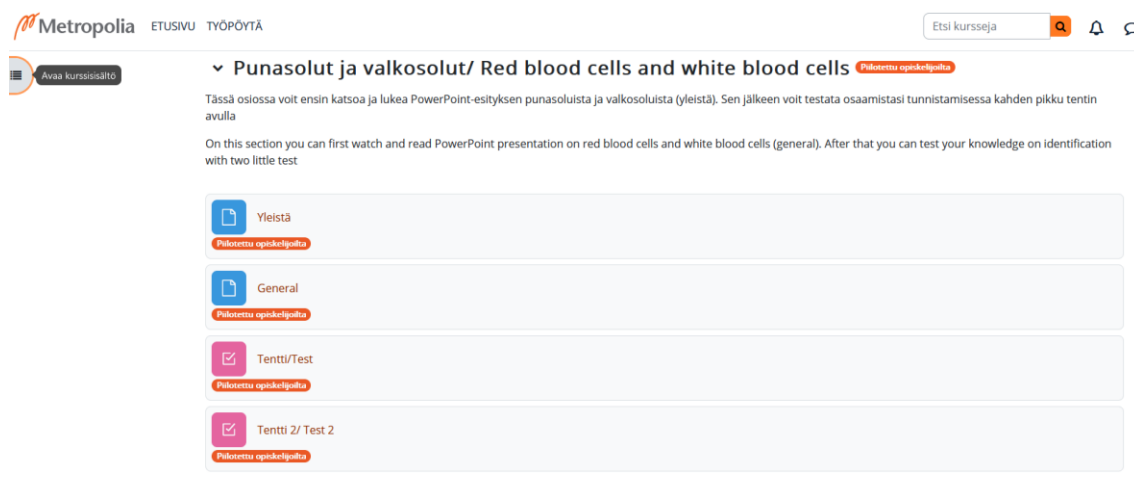 Metropolia ETUSIVU TYÖPÖYTÄ Etsi kursseja
Avaa kurssisisältö
Punasolut ja valkosolut/ Red blood cells and white blood cells Piilotettu opiskelijoilta
Tässä osiossa voit ensin katsoa ja lukea PowerPoint-esityksen punasoluista ja valkosoluista (yleistä). Sen jälkeen voit testata osaamistasi tunnistamisessa kahden pikku tentin
avulla
On this section you can first watch and read PowerPoint presentation on red blood cells and white blood cells (general). After that you can test your knowledge on identification
with two little test
Yleistä
Piilotettu opiskelijoilta
General
Piilotettu opiskelijoilta
Tentti/Test
Piilotettu opiskelijoilta
Tentti 2/ Test 2
Piilotettu opiskelijoilta